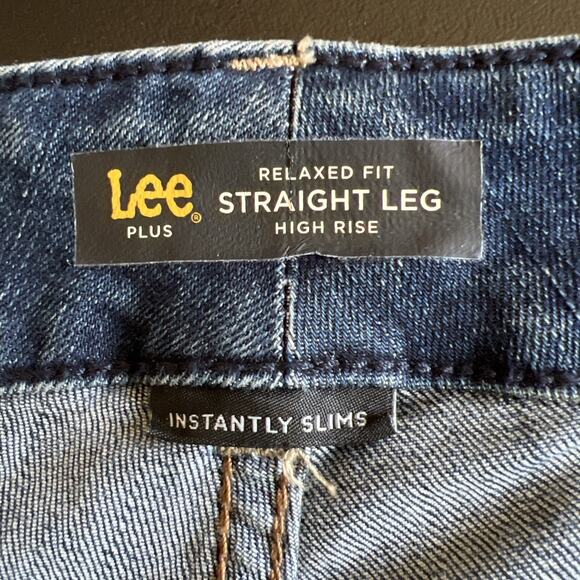 Lee®
PLUS
RELAXED FIT
STRAIGHT LEG
HIGH RISE
INSTANTLY SLIMS